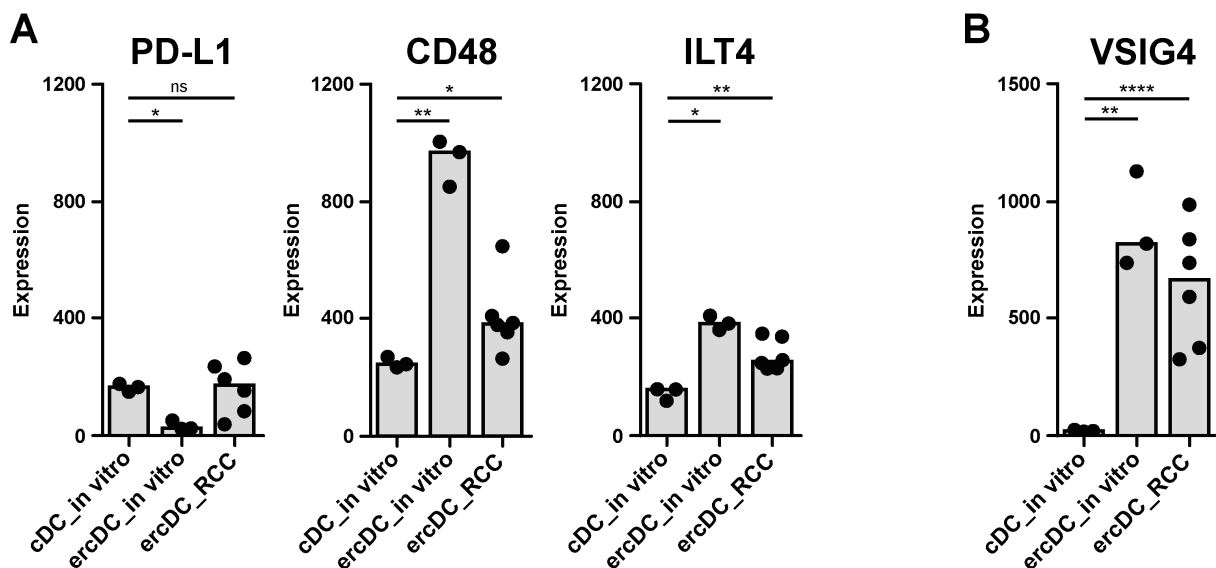 A
PD-L1
1200
800
400
0
Expression
ns
*
cDC_in vitro
ercDC_in vitro
ercDC_RCC
CD48
1200
800
400
0
Expression
*
**
cDC_in vitro
ercDC_in vitro
ercDC_RCC
ILT4
1200
800
400
0
Expression
**
*
cDC_in vitro
ercDC_in vitro
ercDC_RCC
B
VSIG4
1500
1000
500
0
Expression
****
**
cDC_in vitro
ercDC_in vitro
ercDC_RCC